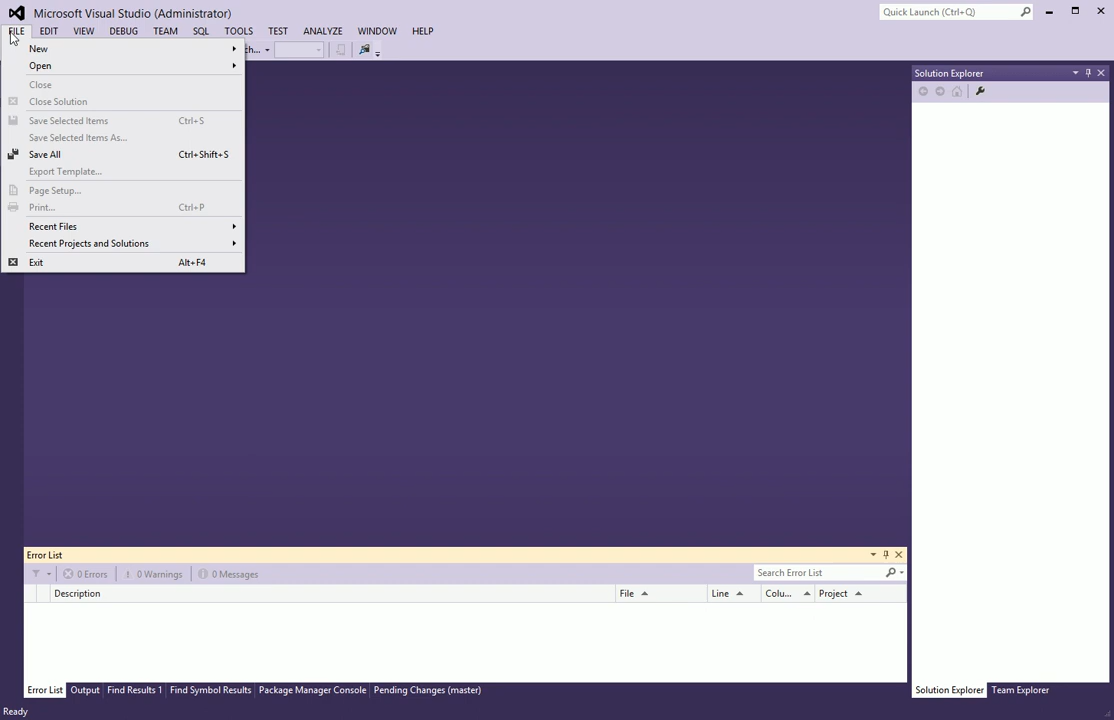 Microsoft Visual Studio (Administrator)
Quick Launch (Ctrl+Q)
FILE EDIT VIEW DEBUG TEAM SQL TOOLS TEST ANALYZE WINDOW HELP
New
Open
Close
Close Solution
Save Selected Items Ctrl+S
Save Selected Items As...
Save All Ctrl+Shift+S
Export Template...
Page Setup...
Print... Ctrl+P
Recent Files
Recent Projects and Solutions
Exit Alt+F4
Solution Explorer
Error List
0 Errors 0 Warnings 0 Messages
Search Error List
Description File Line Colu... Project
Error List Output Find Results 1 Find Symbol Results Package Manager Console Pending Changes (master)
Solution Explorer Team Explorer
Ready